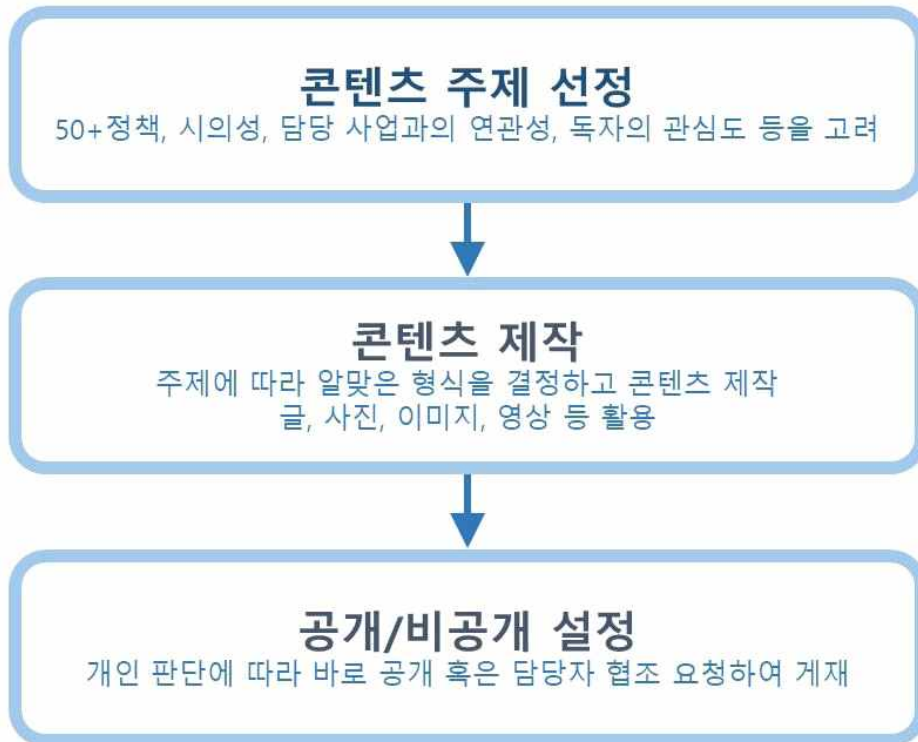 콘텐츠 주제 선정
50+정책, 시의성, 담당 사업과의 연관성, 독자의 관심도 등을 고려
콘텐츠 제작
주제에 따라 알맞은 형식을 결정하고 콘텐츠 제작
글, 사진, 이미지, 영상 등 활용
공개/비공개 설정
개인 판단에 따라 바로 공개 혹은 담당자 협조 요청하여 게재